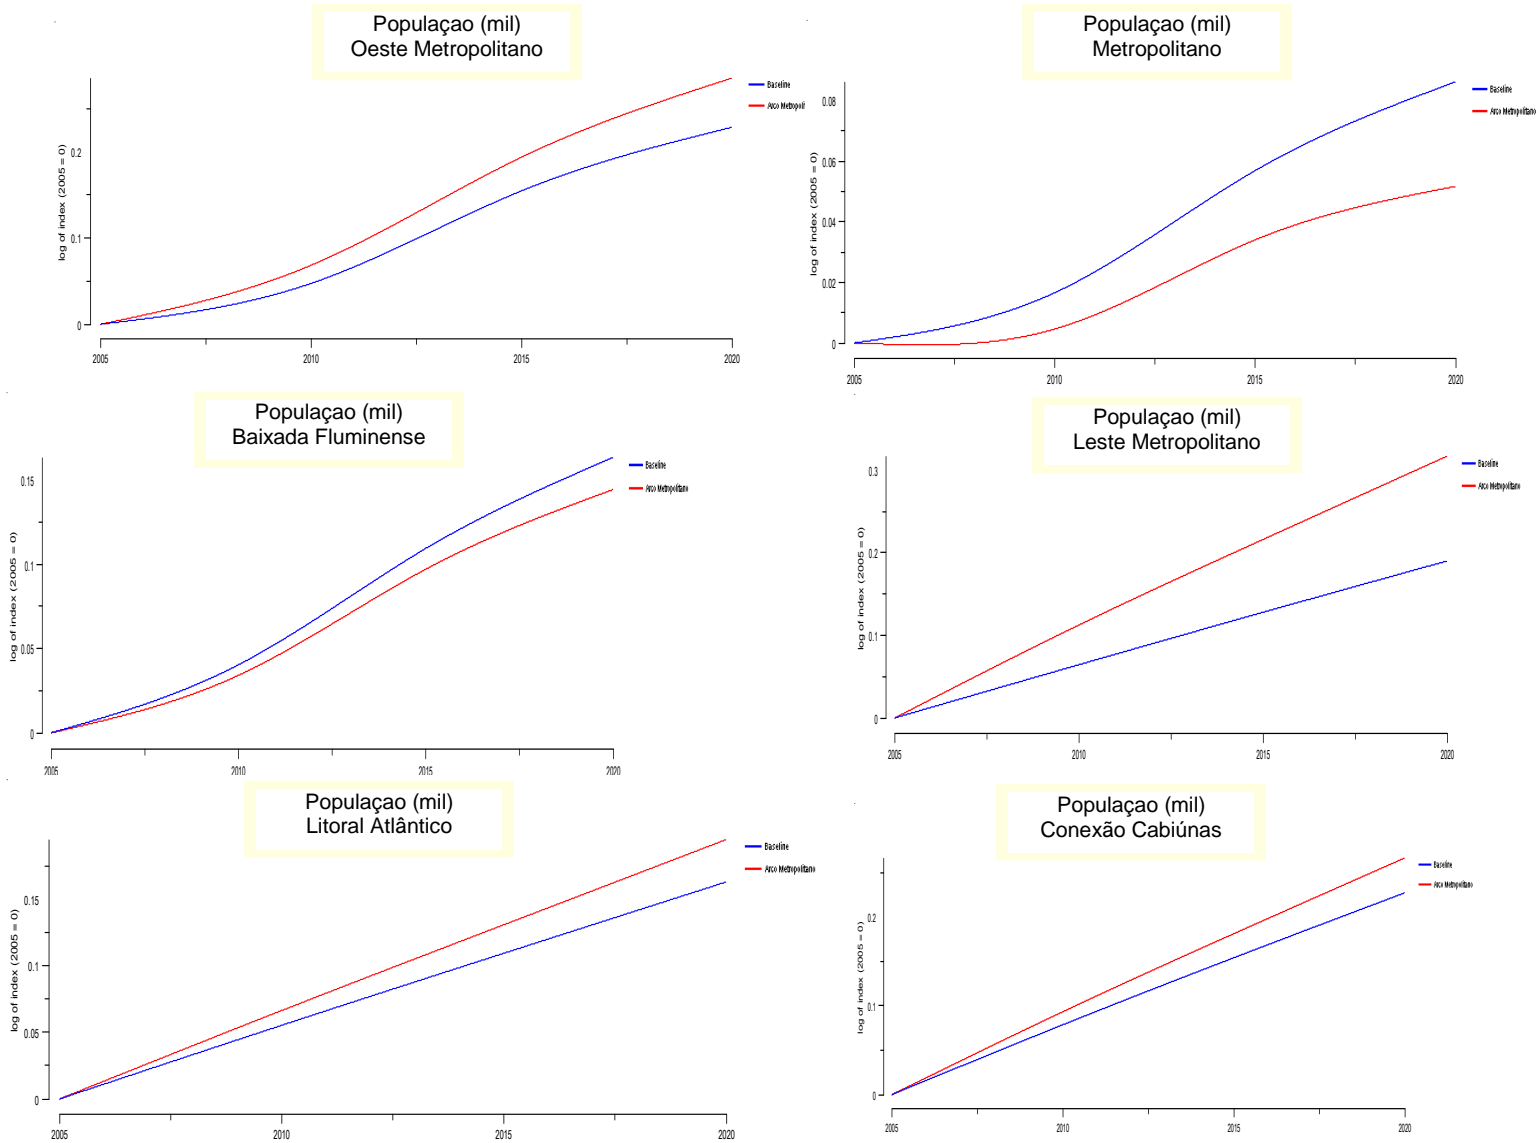 Populaçao (mil)
Oeste Metropolitano
Baseline
Arco Metropoli
log of index (2005 = 0)
0.2
0.1
0
2005
2010
2015
2020
Populaçao (mil)
Metropolitano
Baseline
Arco Metropolitano
log of index (2005 = 0)
0.08
0.06
0.04
0.02
0
2005
2010
2015
2020
Populaçao (mil)
Baixada Fluminense
Baseline
Arco Metropolitano
log of index (2005 = 0)
0.15
0.1
0.05
0
2005
2010
2015
2020
Populaçao (mil)
Leste Metropolitano
Baseline
Arco Metropolitano
log of index (2005 = 0)
0.3
0.2
0.1
0
2005
2010
2015
2020
Populaçao (mil)
Litoral Atlântico
Baseline
Arco Metropolitano
log of index (2005 = 0)
0.15
0.1
0.05
0
2005
2010
2015
2020
Populaçao (mil)
Conexão Cabiúnas
Baseline
Arco Metropolitano
log of index (2005 = 0)
0.2
0.1
0
2005
2010
2015
2020